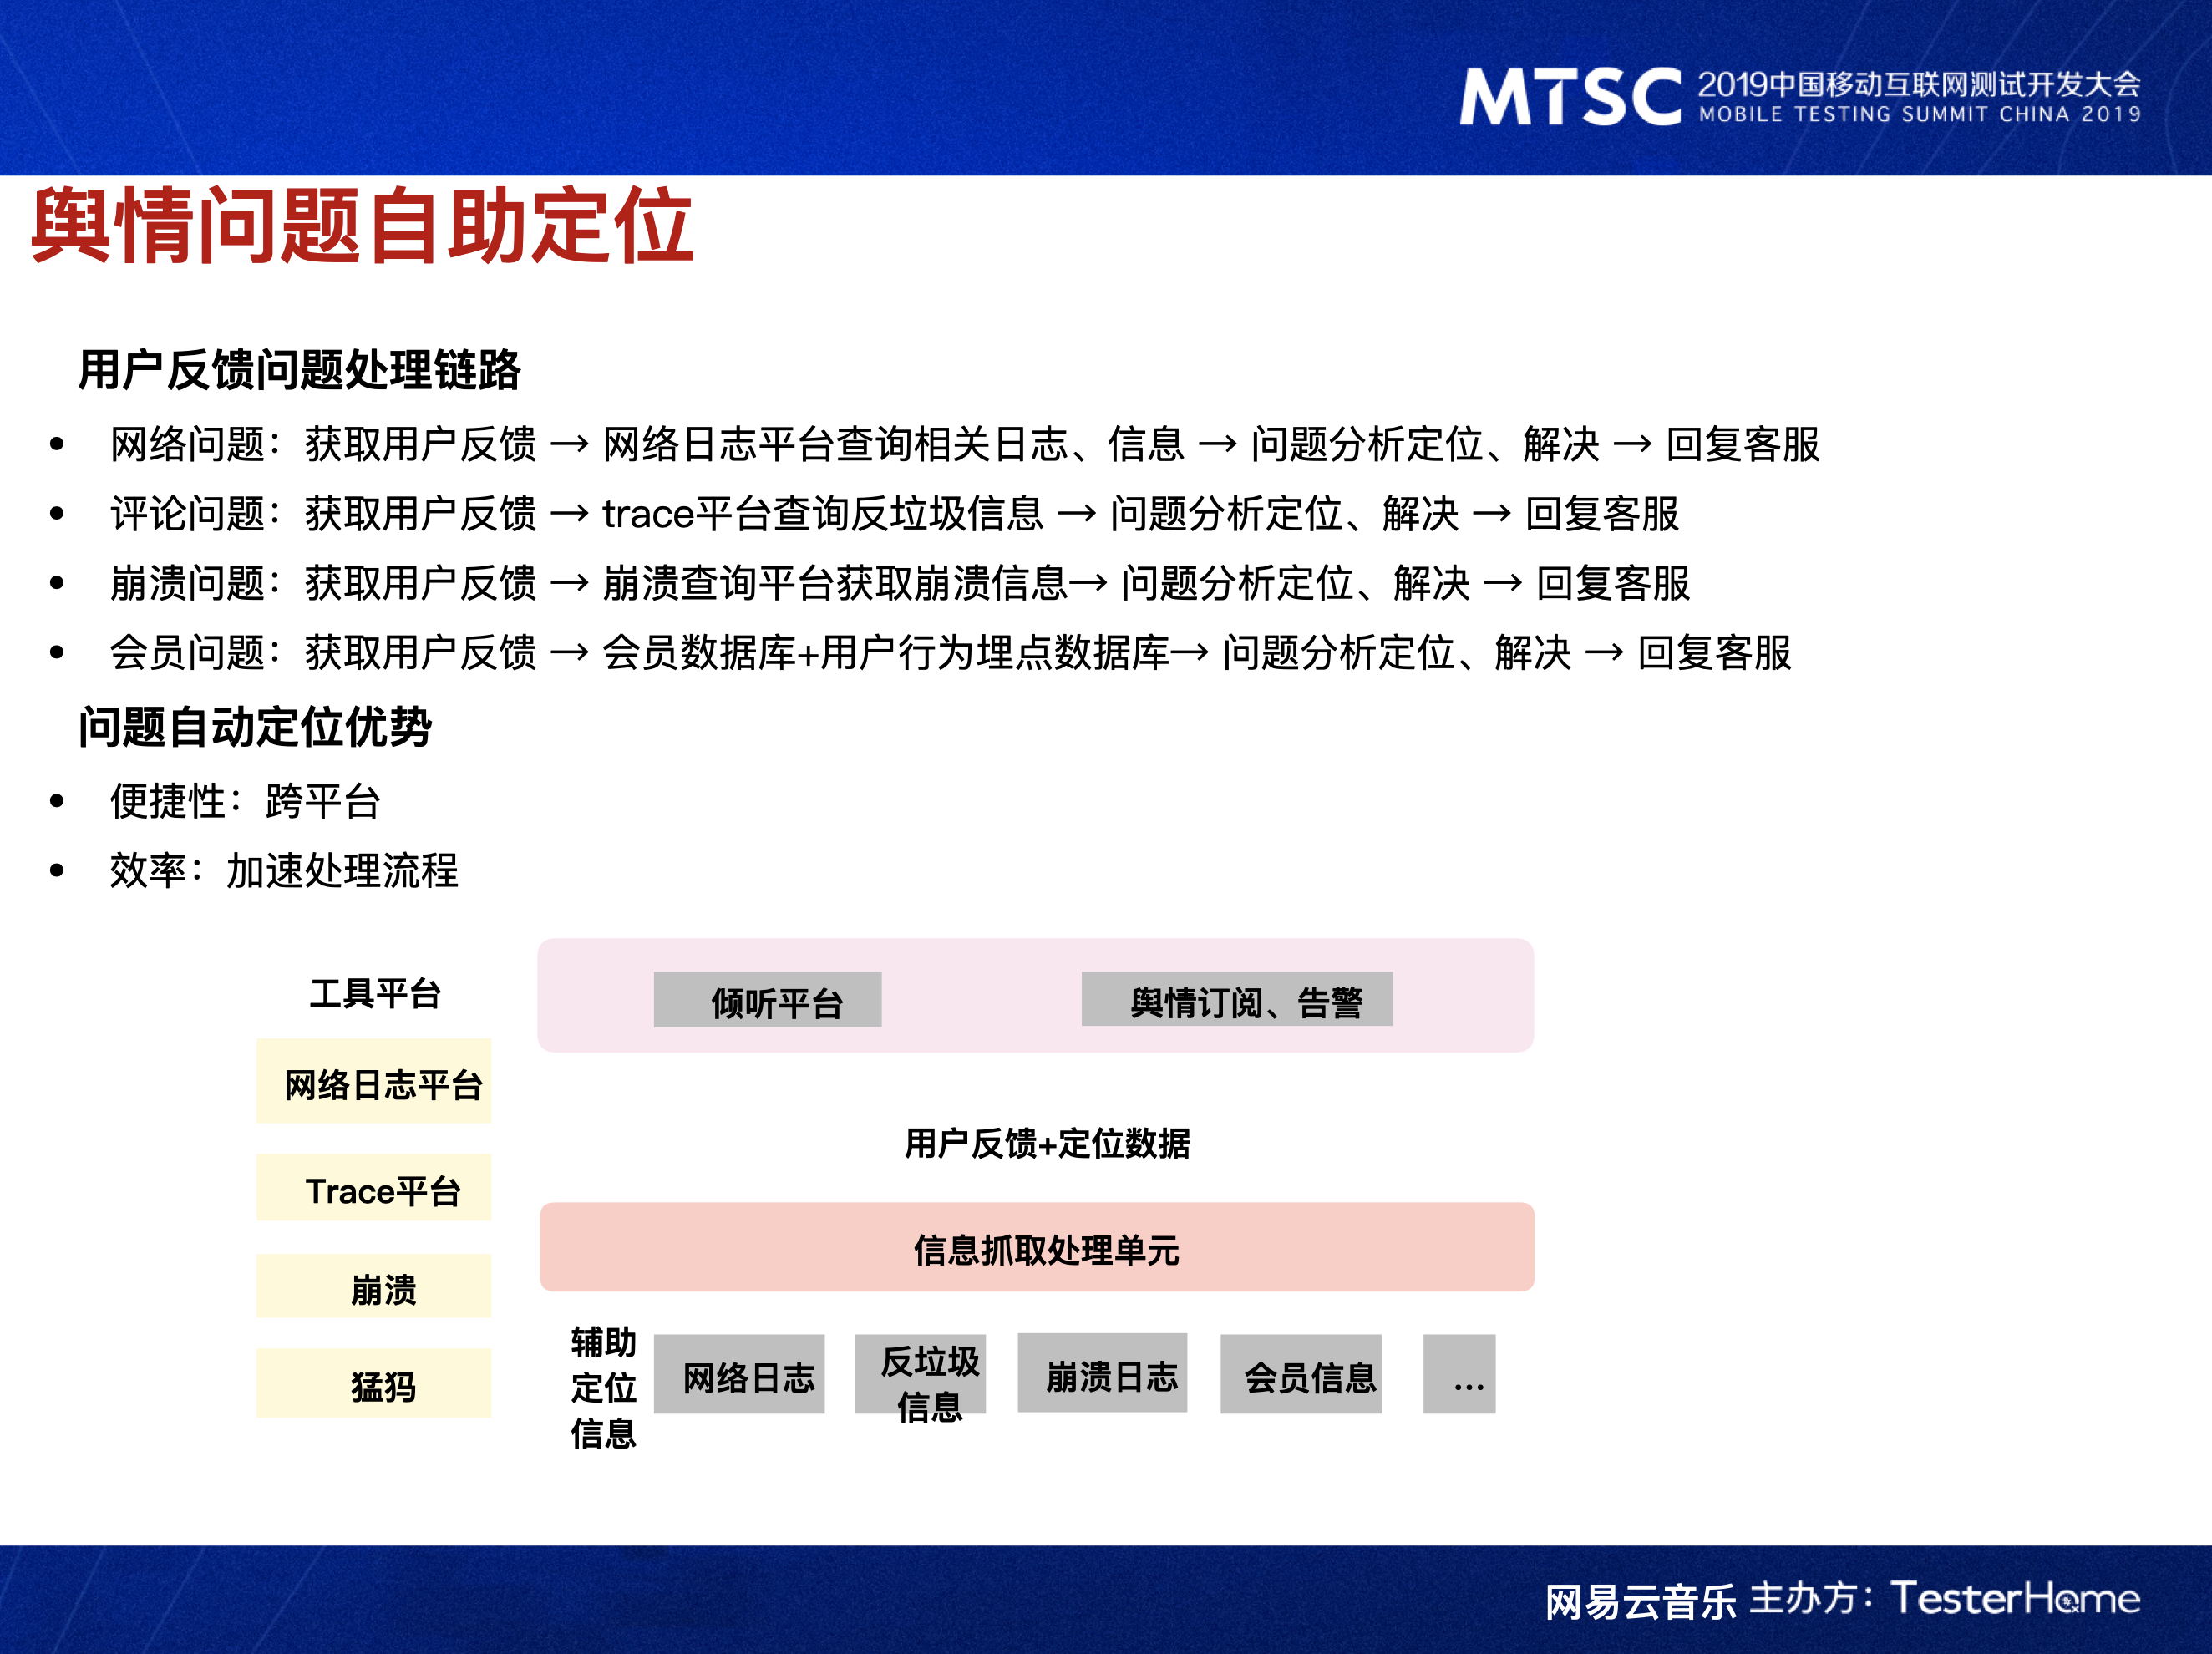 MTSC 2019中国移动互联网测试开发大会
MOBILE TESTING SUMMIT CHINA 2019
舆情问题自助定位
用户反馈问题处理链路
• 网络问题：获取用户反馈 → 网络日志平台查询相关日志、信息 → 问题分析定位、解决 → 回复客服
• 评论问题：获取用户反馈 → trace平台查询反垃圾信息 → 问题分析定位、解决 → 回复客服
• 崩溃问题：获取用户反馈 → 崩溃查询平台获取崩溃信息→ 问题分析定位、解决 → 回复客服
• 会员问题：获取用户反馈 → 会员数据库+用户行为埋点数据库→ 问题分析定位、解决 → 回复客服
问题自动定位优势
• 便捷性：跨平台
• 效率：加速处理流程
工具平台
网络日志平台
Trace平台
崩溃
猛犸
倾听平台
舆情订阅、告警
用户反馈+定位数据
信息抓取处理单元
辅助
定位
信息
网络日志
反垃圾
信息
崩溃日志
会员信息
...
网易云音乐 主办方：TesterHome